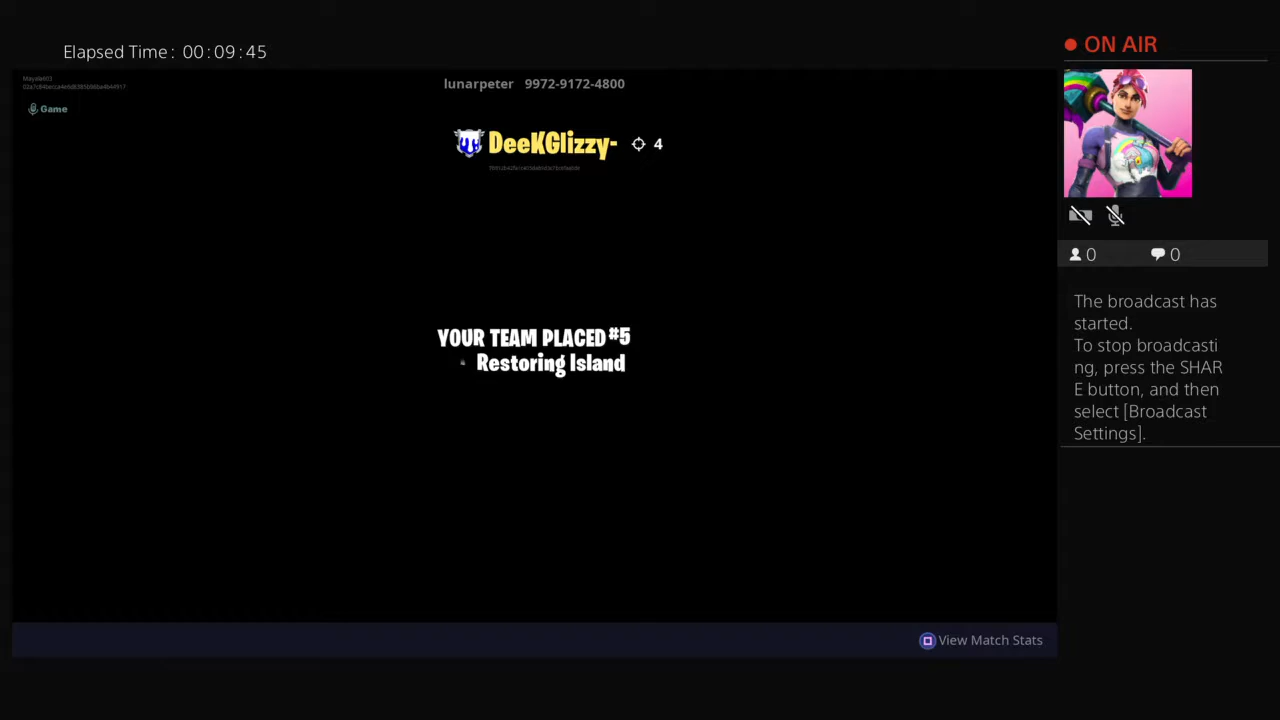 Elapsed Time: 00:09:45
ON AIR
Mayala603
lunarpeter 9972-9172-4800
Game
DeeKGlizzy- 4
0 0
The broadcast has
started.
To stop broadcasti
ng, press the SHAR
E button, and then
select [Broadcast
Settings].
YOUR TEAM PLACED #5
Restoring Island
View Match Stats